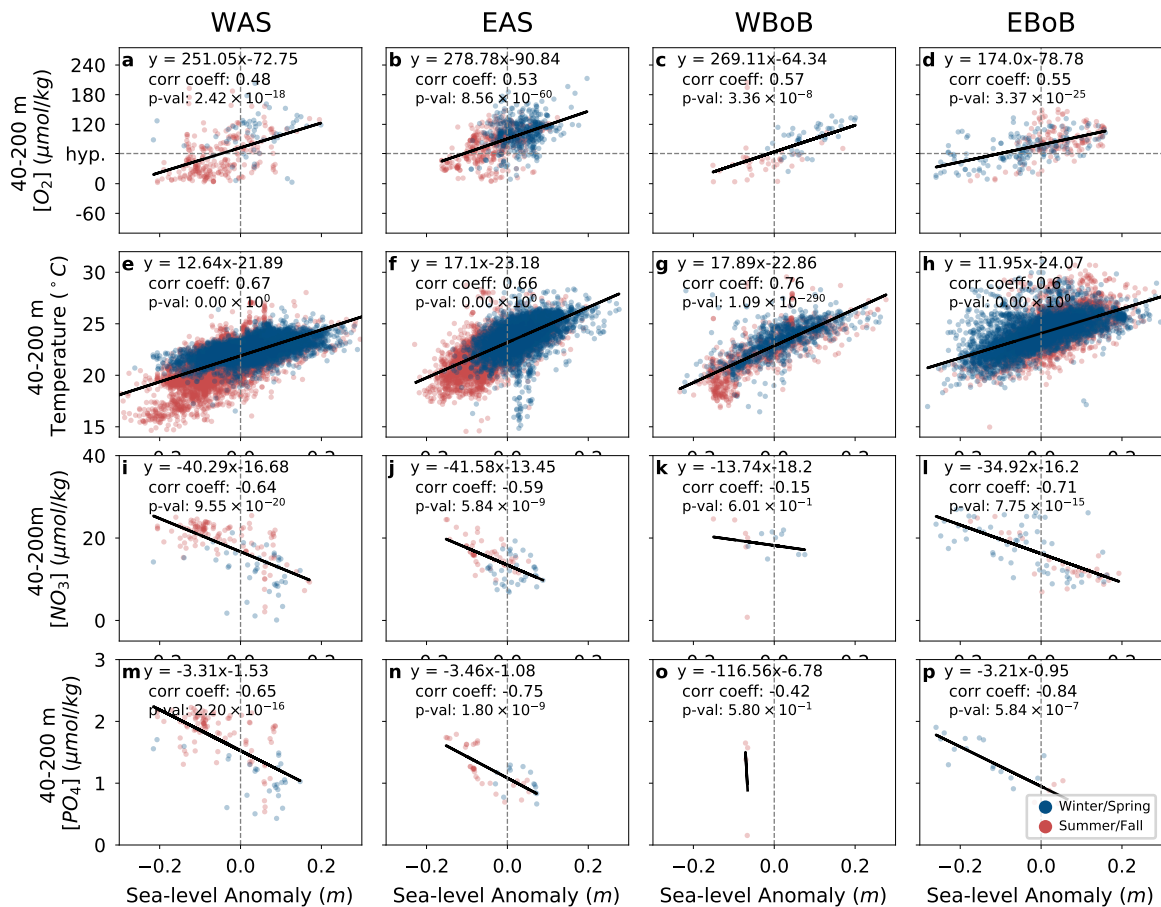 WAS EAS WBoB EBoB
a y = 251.05x-72.75
corr coeff: 0.48
p-val: 2.42 × 10⁻¹⁸
b y = 278.78x-90.84
corr coeff: 0.53
p-val: 8.56 × 10⁻⁶⁰
c y = 269.11x-64.34
corr coeff: 0.57
p-val: 3.36 × 10⁻⁸
d y = 174.0x-78.78
corr coeff: 0.55
p-val: 3.37 × 10⁻²⁵
240
180
120
hyp.
0
-60
40-200 m
[O₂] (μmol/kg)
e y = 12.64x-21.89
corr coeff: 0.67
p-val: 0.00 × 10⁰
f y = 17.1x-23.18
corr coeff: 0.66
p-val: 0.00 × 10⁰
g y = 17.89x-22.86
corr coeff: 0.76
p-val: 1.09 × 10⁻²⁹⁰
h y = 11.95x-24.07
corr coeff: 0.6
p-val: 0.00 × 10⁰
30
25
20
15
40-200 m
Temperature (°C)
i y = -40.29x-16.68
corr coeff: -0.64
p-val: 9.55 × 10⁻²⁰
j y = -41.58x-13.45
corr coeff: -0.59
p-val: 5.84 × 10⁻⁹
k y = -13.74x-18.2
corr coeff: -0.15
p-val: 6.01 × 10⁻¹
l y = -34.92x-16.2
corr coeff: -0.71
p-val: 7.75 × 10⁻¹⁵
40
20
0
40-200m
[NO₃] (μmol/kg)
m y = -3.31x-1.53
corr coeff: -0.65
p-val: 2.20 × 10⁻¹⁶
n y = -3.46x-1.08
corr coeff: -0.75
p-val: 1.80 × 10⁻⁹
o y = -116.56x-6.78
corr coeff: -0.42
p-val: 5.80 × 10⁻¹
p y = -3.21x-0.95
corr coeff: -0.84
p-val: 5.84 × 10⁻⁷
3
2
1
0
40-200 m
[PO₄] (μmol/kg)
Winter/Spring
Summer/Fall
−0.2 0.0 0.2 −0.2 0.0 0.2 −0.2 0.0 0.2 −0.2 0.0 0.2
Sea-level Anomaly (m) Sea-level Anomaly (m) Sea-level Anomaly (m) Sea-level Anomaly (m)